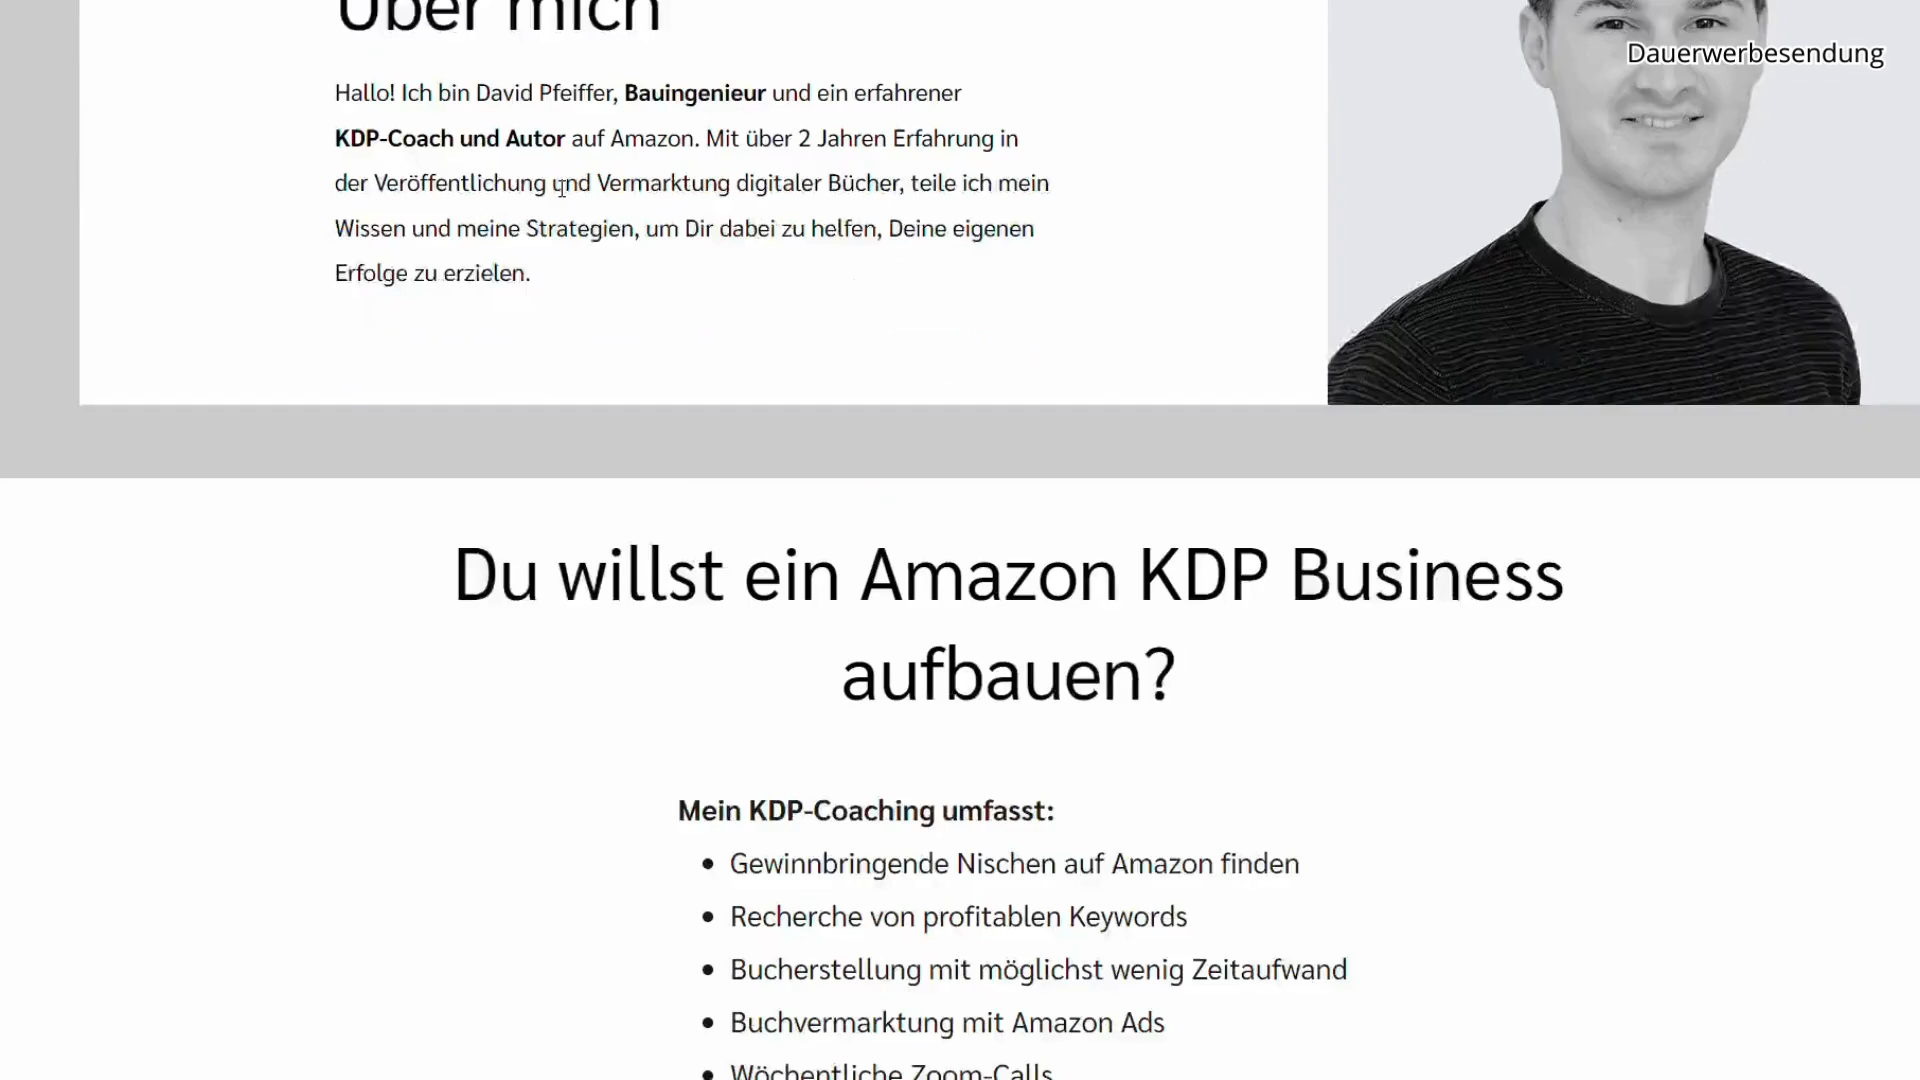 Über mich
Dauerwerbesendung
Hallo! Ich bin David Pfeiffer, Bauingenieur und ein erfahrener
KDP-Coach und Autor auf Amazon. Mit über 2 Jahren Erfahrung in
der Veröffentlichung und Vermarktung digitaler Bücher, teile ich mein
Wissen und meine Strategien, um Dir dabei zu helfen, Deine eigenen
Erfolge zu erzielen.
Du willst ein Amazon KDP Business
aufbauen?
Mein KDP-Coaching umfasst:
• Gewinnbringende Nischen auf Amazon finden
• Recherche von profitablen Keywords
• Bucherstellung mit möglichst wenig Zeitaufwand
• Buchvermarktung mit Amazon Ads
• Wöchentliche Zoom-Calls